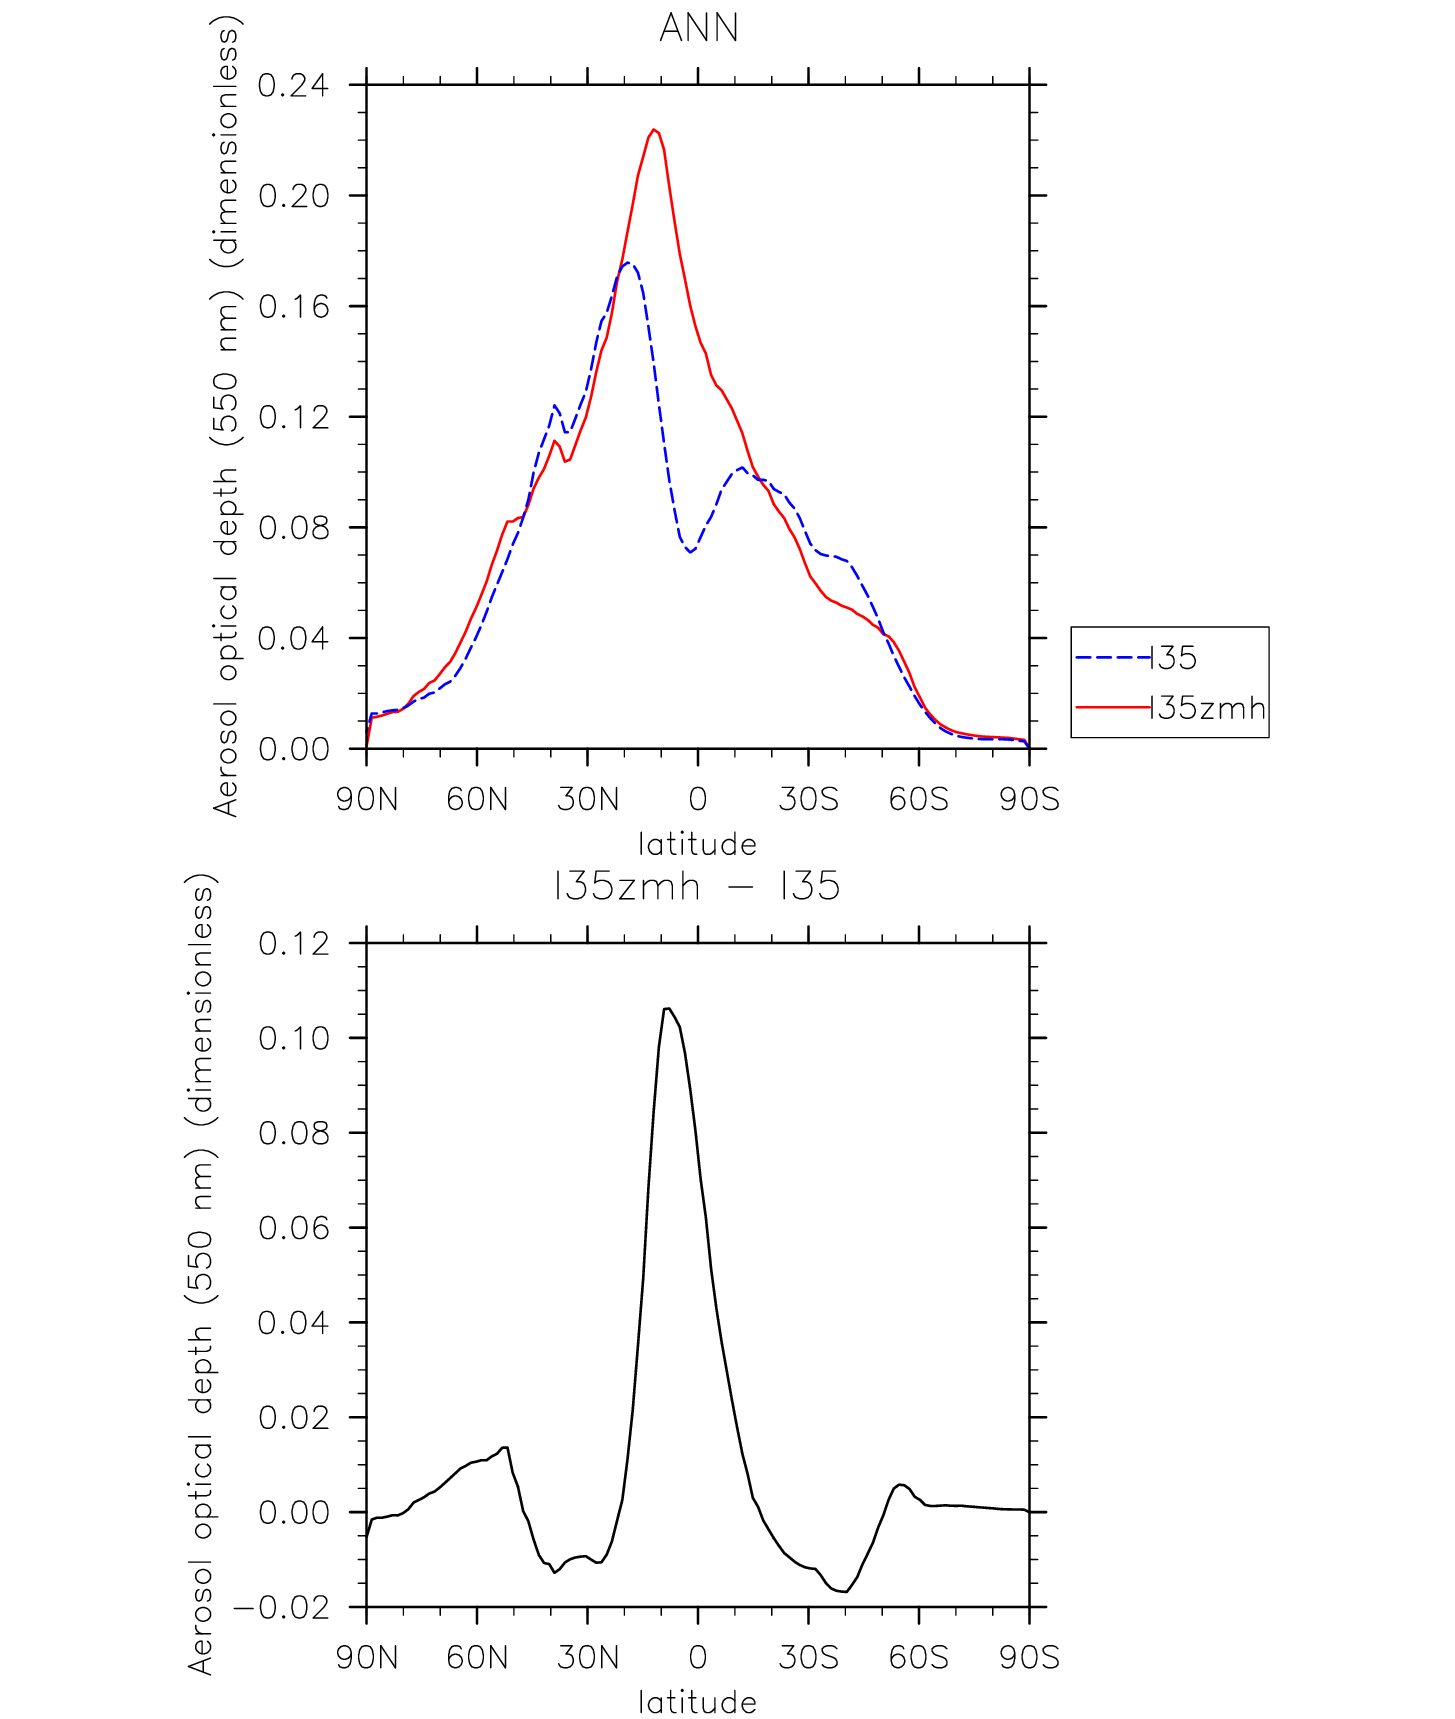 ANN
Aerosol optical depth (550 nm) (dimensionless)
0.24
0.20
0.16
0.12
0.08
0.04
0.00
90N 60N 30N 0 30S 60S 90S
latitude
I35
I35zmh
I35zmh − I35
Aerosol optical depth (550 nm) (dimensionless)
0.12
0.10
0.08
0.06
0.04
0.02
0.00
−0.02
90N 60N 30N 0 30S 60S 90S
latitude